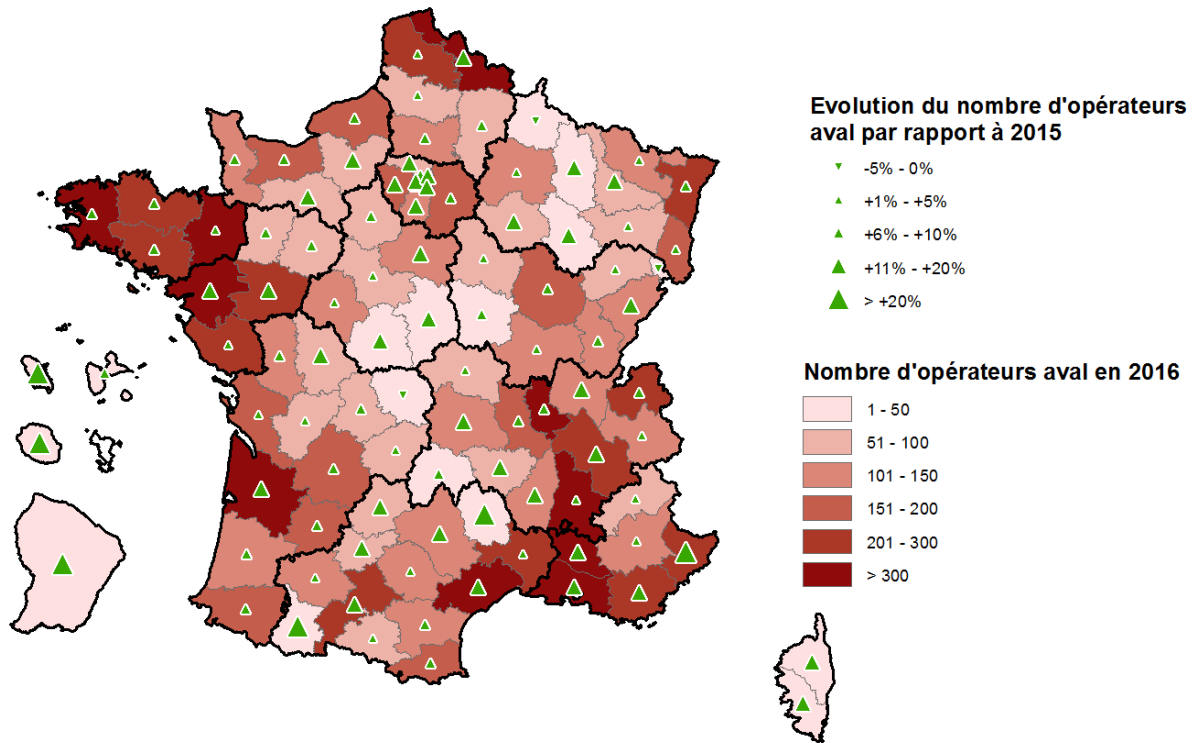 Evolution du nombre d'opérateurs
aval par rapport à 2015
-5% - 0%
+1% - +5%
+6% - +10%
+11% - +20%
> +20%
Nombre d'opérateurs aval en 2016
1 - 50
51 - 100
101 - 150
151 - 200
201 - 300
> 300